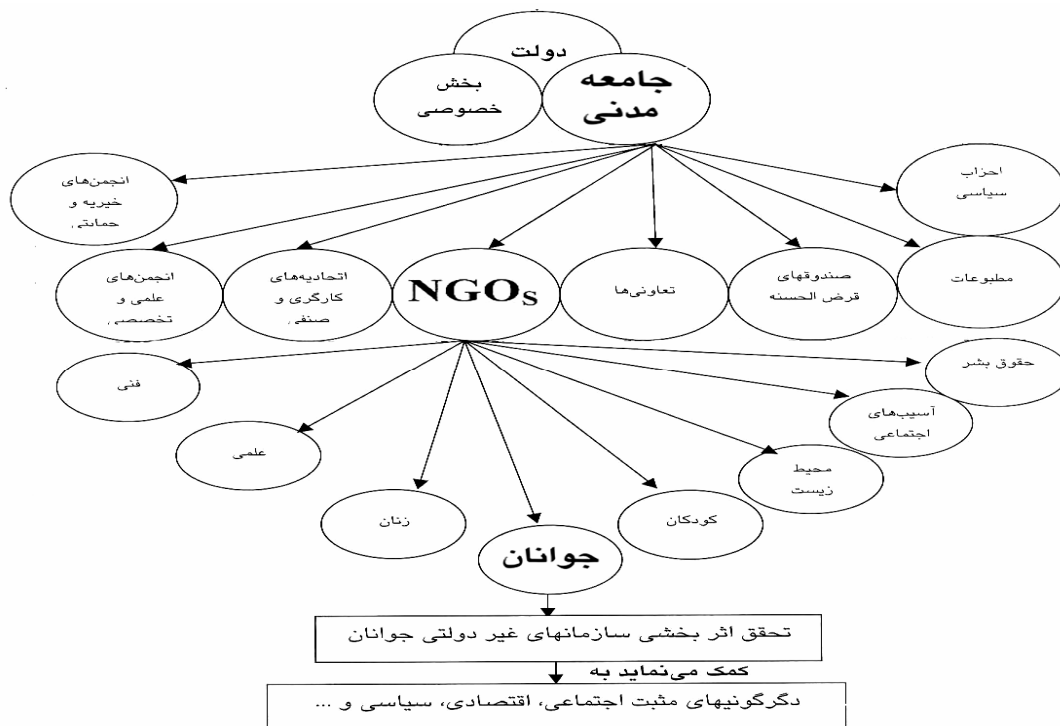 دولت
جامعه
مدنی
بخش
خصوصی
احزاب
سیاسی
انجمن‌های
خیریه و
حمایتی
مطبوعات
صندوقهای
قرض الحسنه
تعاونی‌ها
NGOs
اتحادیه‌های
کارگری و
صنفی
انجمن‌های
علمی و
تخصصی
حقوق بشر
آسیب‌های
اجتماعی
محیط
زیست
کودکان
جوانان
زنان
علمی
فنی
تحقق اثر بخشی سازمانهای غیر دولتی جوانان
کمک می‌نماید به
دگرگونیهای مثبت اجتماعی، اقتصادی، سیاسی و ...